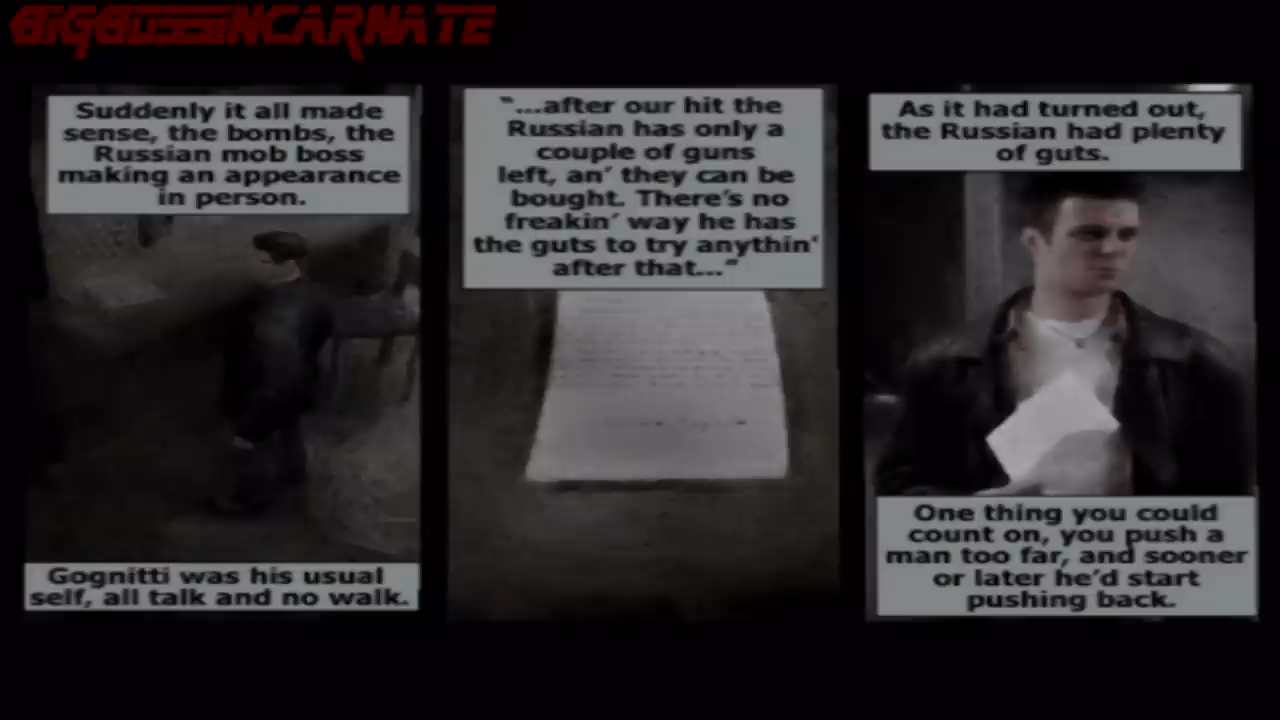 BIGBOSSINCARNATE
Suddenly it all made
sense, the bombs, the
Russian mob boss
making an appearance
in person.
Gognitti was his usual
self, all talk and no walk.
"...after our hit the
Russian has only a
couple of guns
left, an' they can be
bought. There's no
freakin' way he has
the guts to try anythin'
after that..."
As it had turned out,
the Russian had plenty
of guts.
One thing you could
count on, you push a
man too far, and sooner
or later he'd start
pushing back.